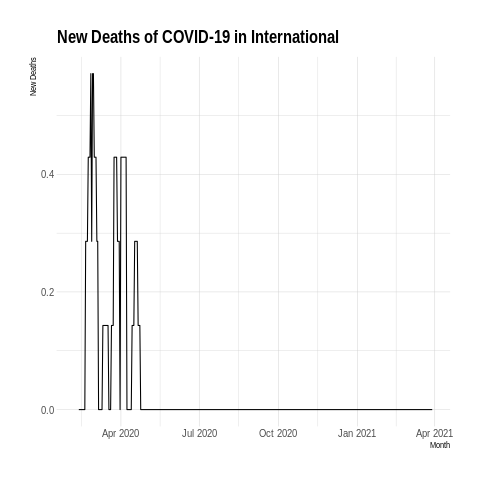 New Deaths of COVID-19 in International
New Deaths
0.4
0.2
0.0
Apr 2020 Jul 2020 Oct 2020 Jan 2021 Apr 2021
Month